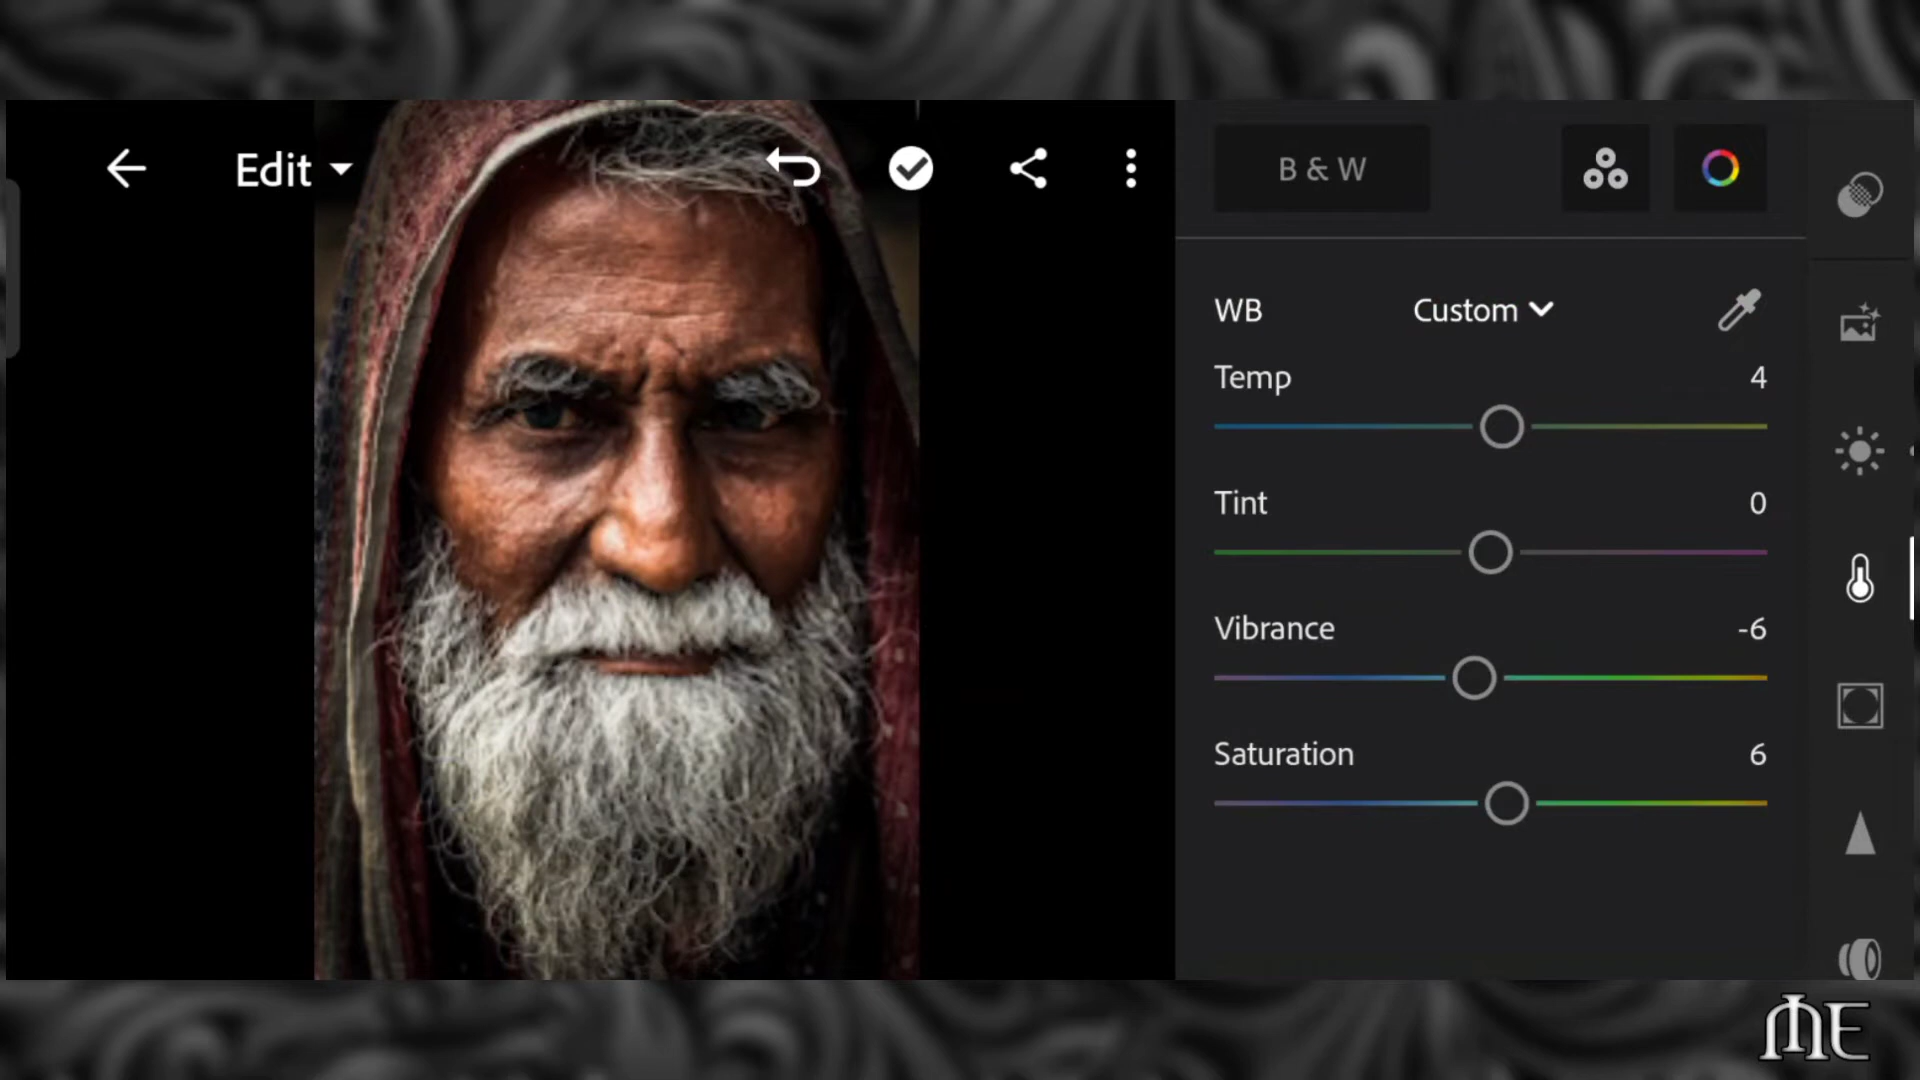 Edit
B & W
WB Custom
Temp 4
Tint 0
Vibrance -6
Saturation 6
ME